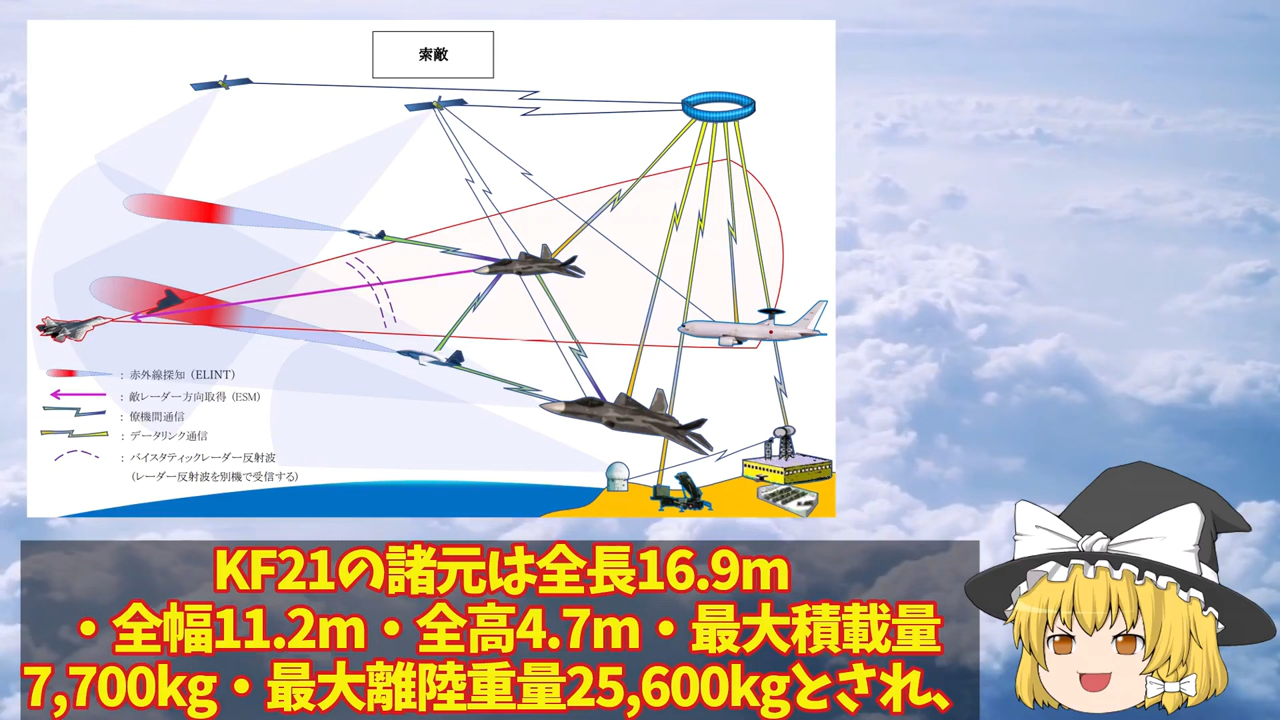 索敵
：赤外線探知（ELINT）
：敵レーダー方向取得（ESM）
：僚機間通信
：データリンク通信
：バイスタティックレーダー反射波
（レーダー反射波を別機で受信する）
KF21の諸元は全長16.9m
・全幅11.2m・全高4.7m・最大積載量
7,700kg・最大離陸重量25,600kgとされ、